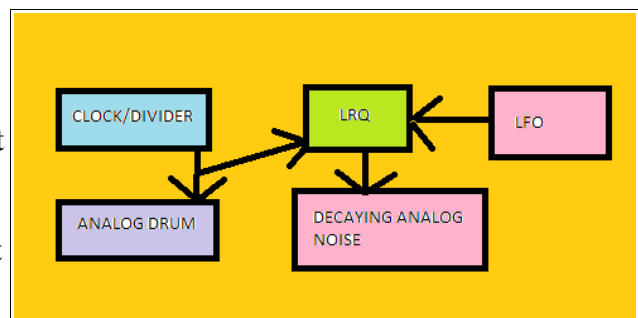 CLOCK/DIVIDER
LRQ
LFO
t
ANALOG DRUM
DECAYING ANALOG
NOISE
t